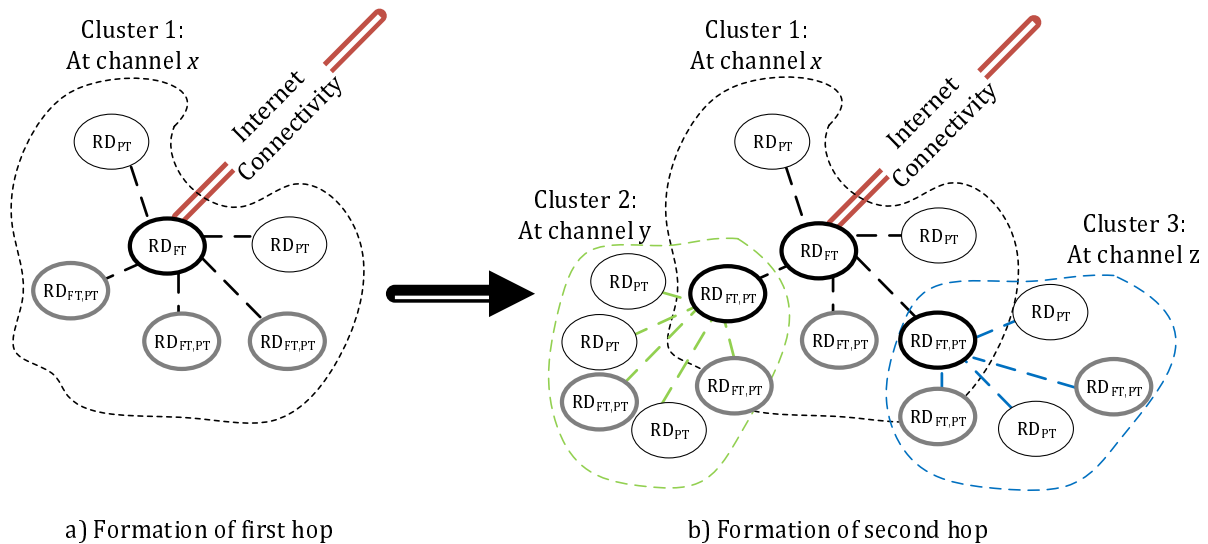 Cluster 1:
At channel x
Internet
Connectivity
RD_PT
RD_FT
RD_PT
RD_FT,PT
RD_FT,PT
RD_FT,PT
a) Formation of first hop
Cluster 1:
At channel x
Internet
Connectivity
Cluster 2:
At channel y
Cluster 3:
At channel z
RD_PT
RD_FT
RD_PT
RD_PT
RD_FT,PT
RD_PT
RD_FT,PT
RD_FT,PT
RD_PT
RD_FT,PT
RD_FT,PT
RD_PT
RD_FT,PT
RD_FT,PT
RD_PT
b) Formation of second hop